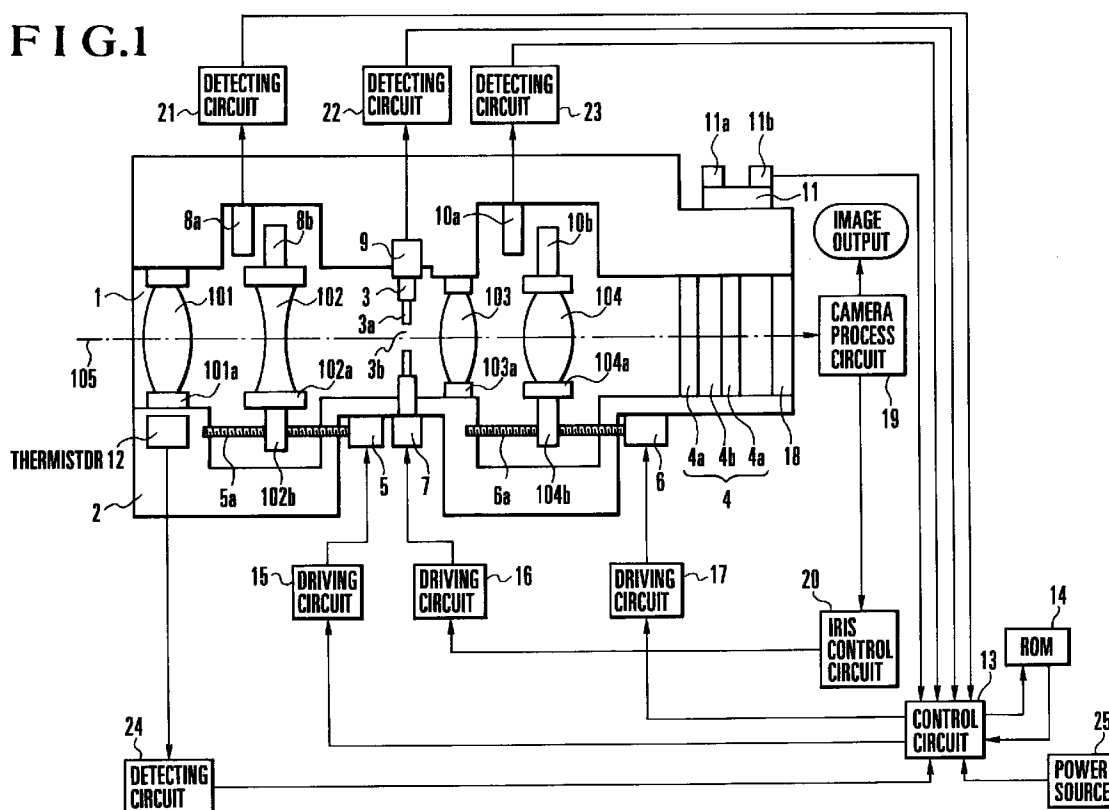 FIG.1
DETECTING
CIRCUIT
21
DETECTING
CIRCUIT
22
DETECTING
CIRCUIT
23
11a
11b
11
8a
8b
9
10a
10b
IMAGE
OUTPUT
1
101
102
3
3a
3b
103
104
CAMERA
PROCESS
CIRCUIT
19
105
101a
102a
103a
104a
THERMISTDR 12
5a
102b
5
7
6a
104b
6
4a
4b
4a
18
4
2
15
DRIVING
CIRCUIT
DRIVING
CIRCUIT
16
DRIVING
CIRCUIT
17
20
IRIS
CONTROL
CIRCUIT
14
ROM
13
CONTROL
CIRCUIT
24
DETECTING
CIRCUIT
25
POWER
SOURCE